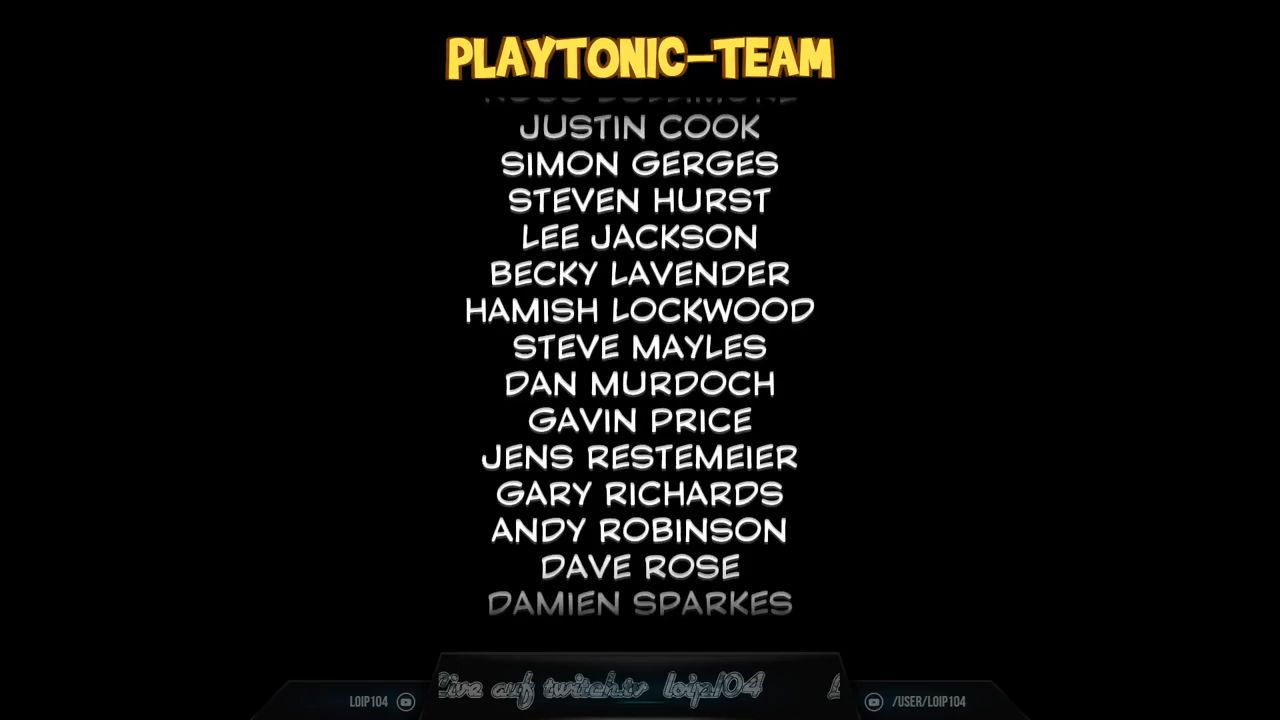 PLAYTONIC-TEAM
JUSTIN COOK
SIMON GERGES
STEVEN HURST
LEE JACKSON
BECKY LAVENDER
HAMISH LOCKWOOD
STEVE MAYLES
DAN MURDOCH
GAVIN PRICE
JENS RESTEMEIER
GARY RICHARDS
ANDY ROBINSON
DAVE ROSE
DAMIEN SPARKES
Live auf twitch.tv loip104
LOIP104
/USER/LOIP104